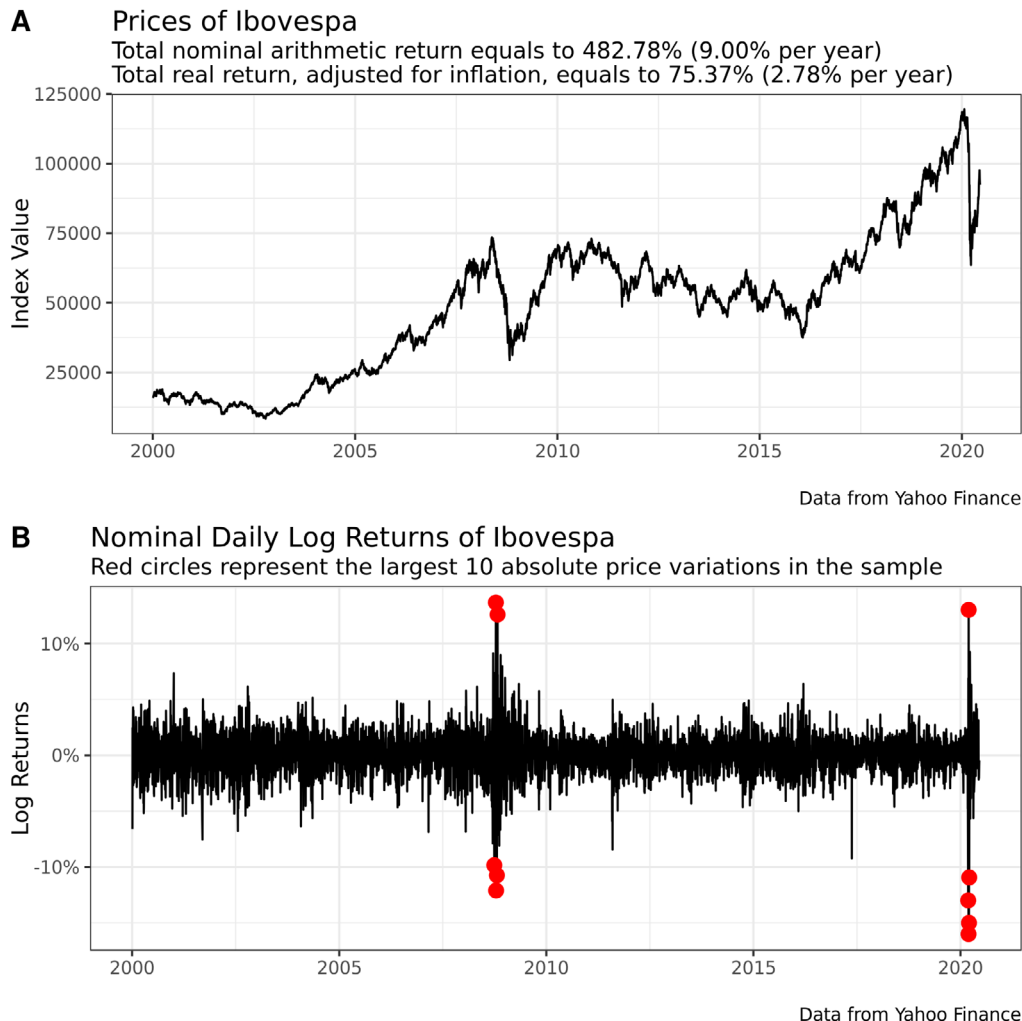 A
Prices of Ibovespa
Total nominal arithmetic return equals to 482.78% (9.00% per year)
Total real return, adjusted for inflation, equals to 75.37% (2.78% per year)
Index Value
125000
100000
75000
50000
25000
2000 2005 2010 2015 2020
Data from Yahoo Finance
B
Nominal Daily Log Returns of Ibovespa
Red circles represent the largest 10 absolute price variations in the sample
Log Returns
10%
0%
-10%
2000 2005 2010 2015 2020
Data from Yahoo Finance